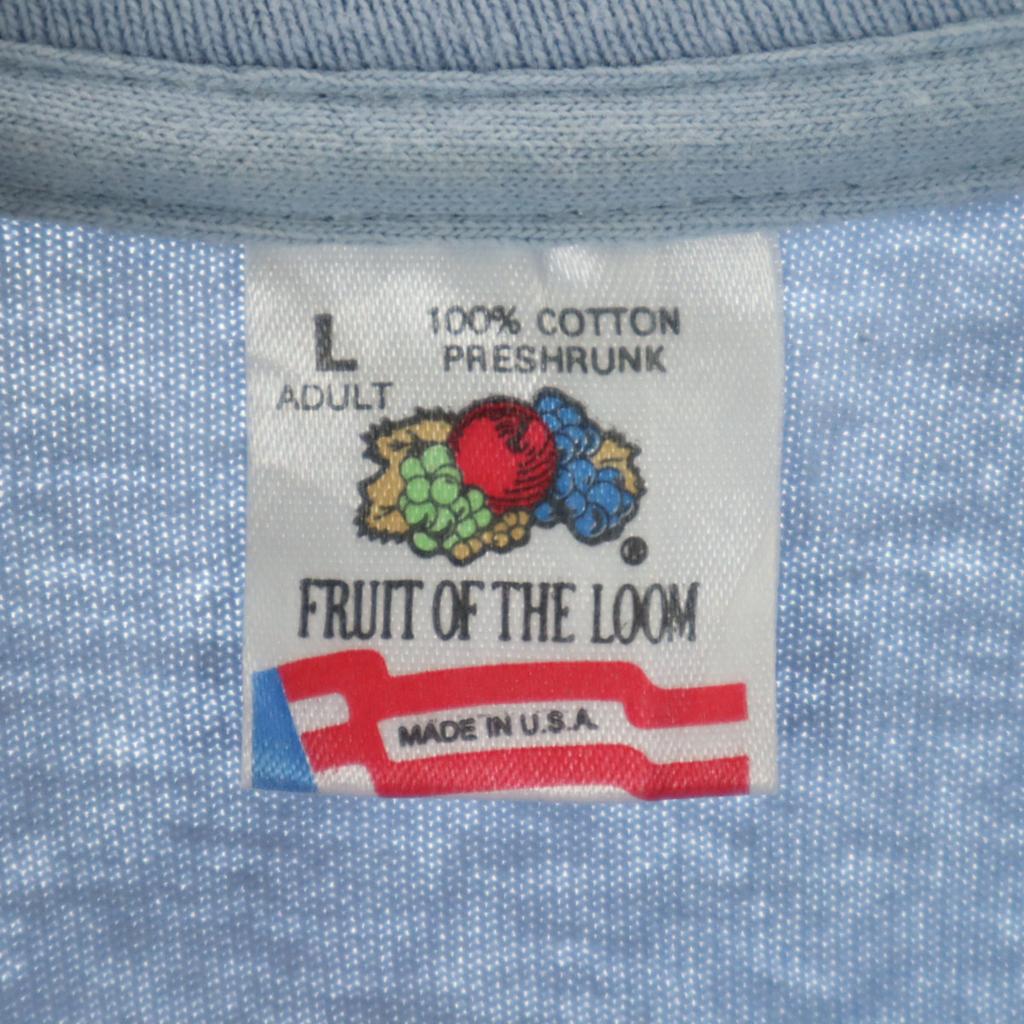 L
ADULT
100% COTTON
PRESHRUNK
®
FRUIT OF THE LOOM
MADE IN U.S.A.